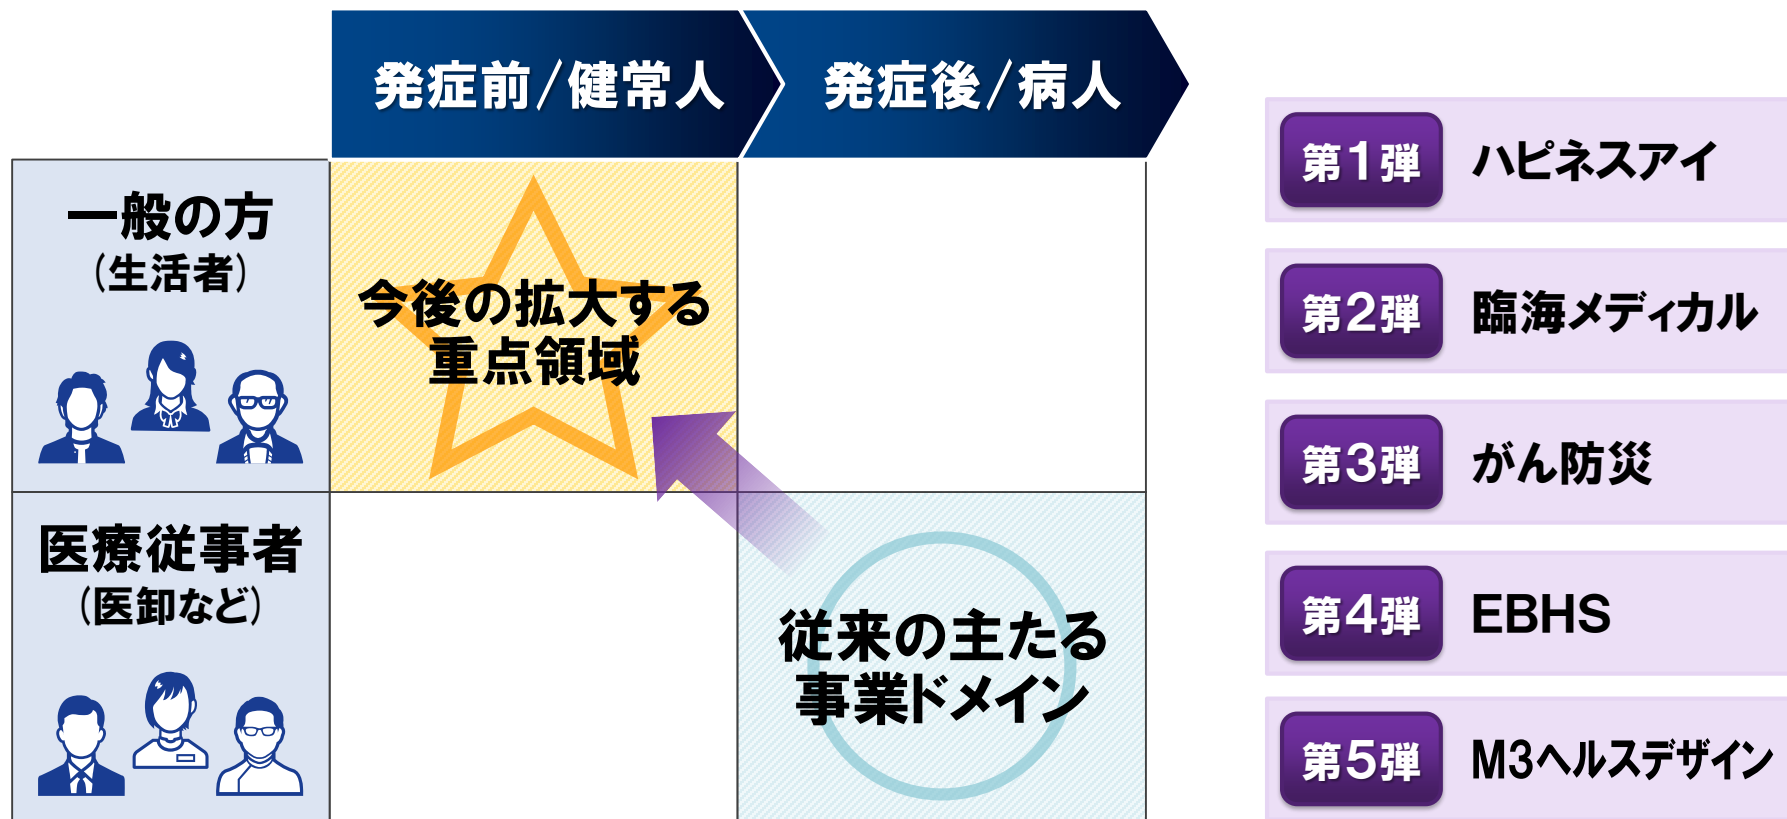 発症前/健常人
発症後/病人
一般の方
(生活者)
今後の拡大する
重点領域
医療従事者
(医卸など)
従来の主たる
事業ドメイン
第1弾 ハピネスアイ
第2弾 臨海メディカル
第3弾 がん防災
第4弾 EBHS
第5弾 M3ヘルスデザイン